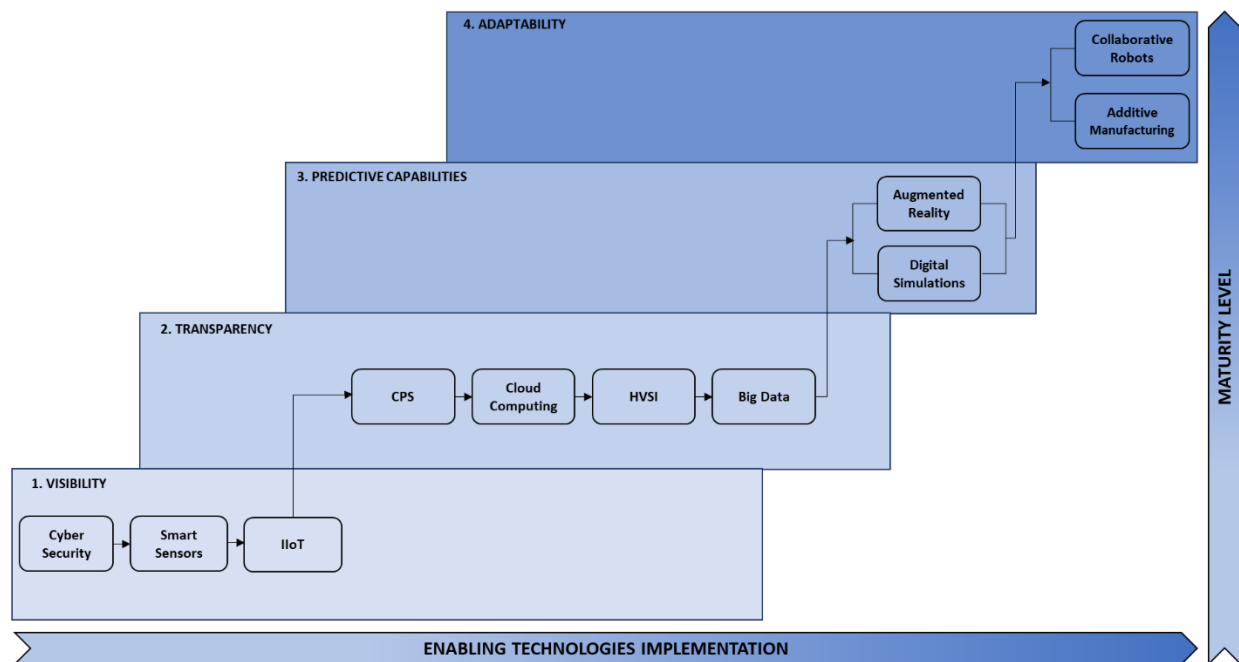 4. ADAPTABILITY
Collaborative
Robots
Additive
Manufacturing
3. PREDICTIVE CAPABILITIES
Augmented
Reality
Digital
Simulations
2. TRANSPARENCY
CPS
Cloud
Computing
HVSI
Big Data
1. VISIBILITY
Cyber
Security
Smart
Sensors
IIoT
ENABLING TECHNOLOGIES IMPLEMENTATION
MATURITY LEVEL